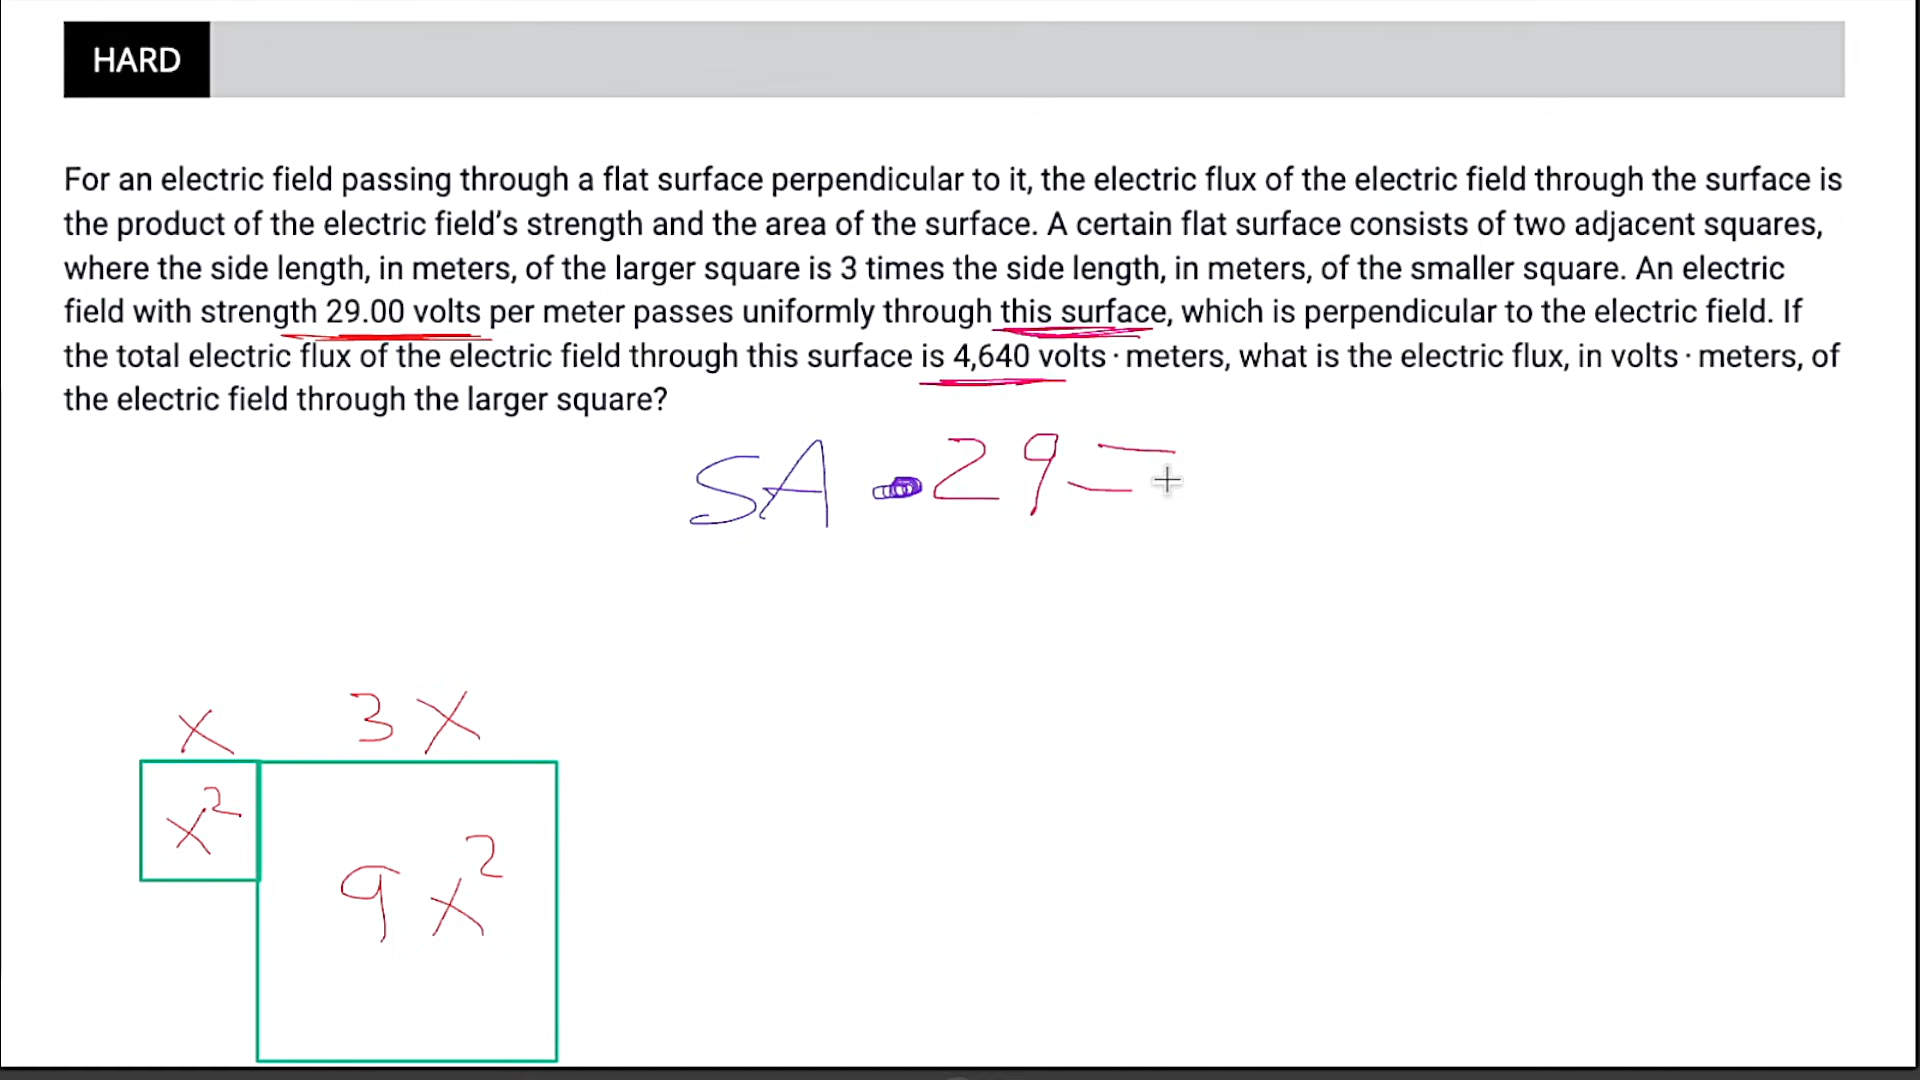 HARD
For an electric field passing through a flat surface perpendicular to it, the electric flux of the electric field through the surface is
the product of the electric field’s strength and the area of the surface. A certain flat surface consists of two adjacent squares,
where the side length, in meters, of the larger square is 3 times the side length, in meters, of the smaller square. An electric
field with strength 29.00 volts per meter passes uniformly through this surface, which is perpendicular to the electric field. If
the total electric flux of the electric field through this surface is 4,640 volts · meters, what is the electric flux, in volts · meters, of
the electric field through the larger square?
SA · 29 =
x 3x
x²
9x²